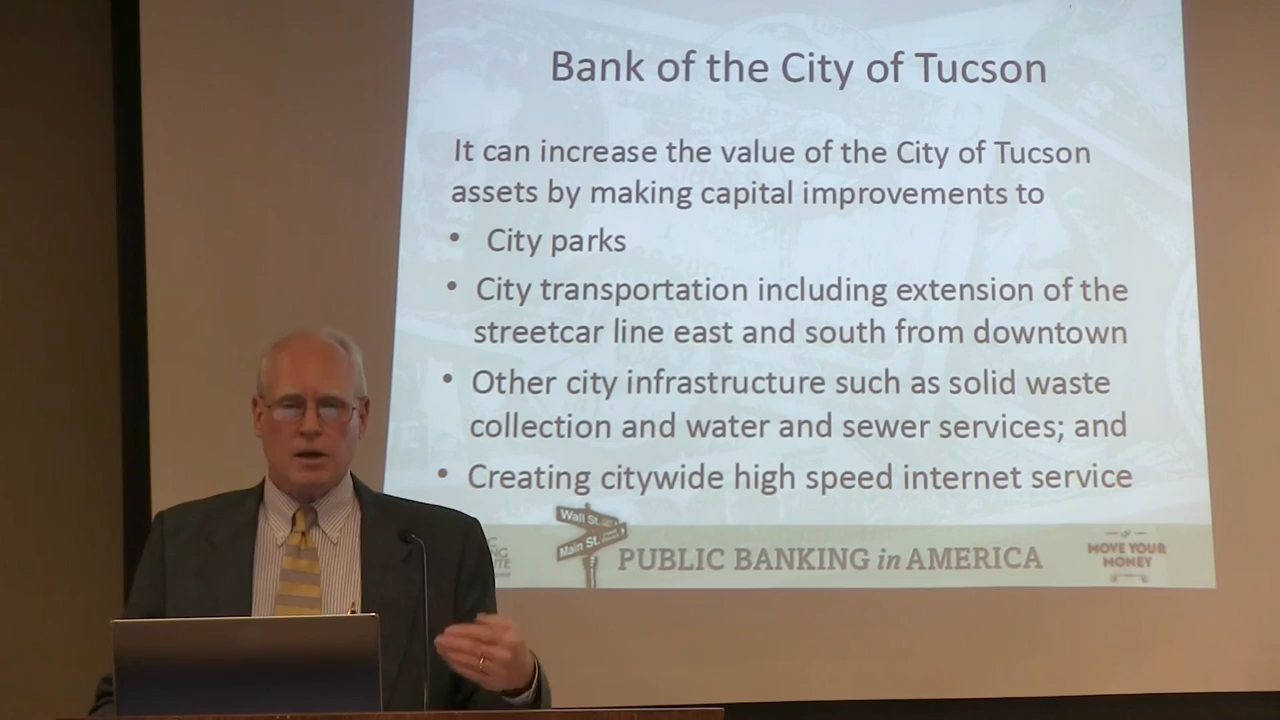 Bank of the City of Tucson
It can increase the value of the City of Tucson
assets by making capital improvements to
• City parks
• City transportation including extension of the
streetcar line east and south from downtown
• Other city infrastructure such as solid waste
collection and water and sewer services; and
• Creating citywide high speed internet service
Wall St.
Main St.
PUBLIC BANKING in AMERICA
MOVE YOUR
MONEY